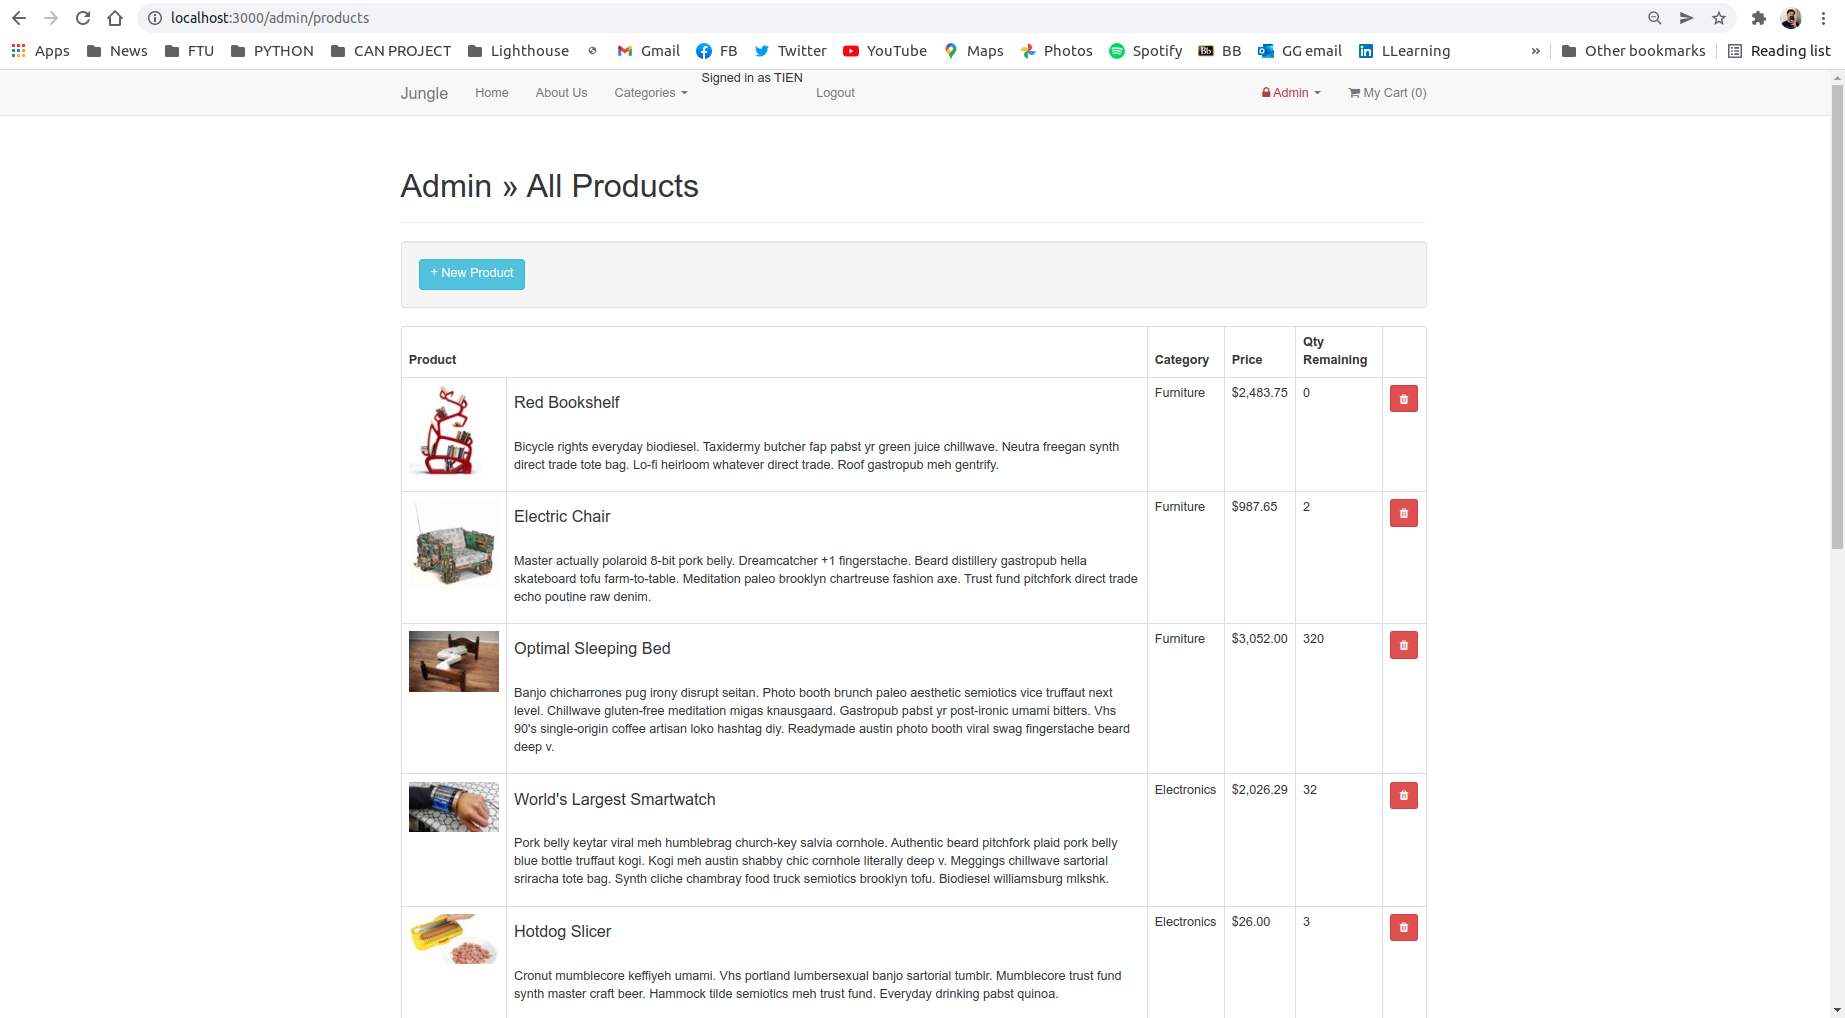 localhost:3000/admin/products
Apps News FTU PYTHON CAN PROJECT Lighthouse Gmail FB Twitter YouTube Maps Photos Spotify BB GG email LLearning » Other bookmarks Reading list
Signed in as TIEN
Jungle Home About Us Categories Logout Admin My Cart (0)
Admin » All Products
+ New Product
Product Category Price Qty
Remaining
Red Bookshelf Furniture $2,483.75 0
Bicycle rights everyday biodiesel. Taxidermy butcher fap pabst yr green juice chillwave. Neutra freegan synth
direct trade tote bag. Lo-fi heirloom whatever direct trade. Roof gastropub meh gentrify.
Electric Chair Furniture $987.65 2
Master actually polaroid 8-bit pork belly. Dreamcatcher +1 fingerstache. Beard distillery gastropub hella
skateboard tofu farm-to-table. Meditation paleo brooklyn chartreuse fashion axe. Trust fund pitchfork direct trade
echo poutine raw denim.
Optimal Sleeping Bed Furniture $3,052.00 320
Banjo chicharrones pug irony disrupt seitan. Photo booth brunch paleo aesthetic semiotics vice truffaut next
level. Chillwave gluten-free meditation migas knausgaard. Gastropub pabst yr post-ironic umami bitters. Vhs
90's single-origin coffee artisan loko hashtag diy. Readymade austin photo booth viral swag fingerstache beard
deep v.
World's Largest Smartwatch Electronics $2,026.29 32
Pork belly keytar viral meh humblebrag church-key salvia cornhole. Authentic beard pitchfork plaid pork belly
blue bottle truffaut kogi. Kogi meh austin shabby chic cornhole literally deep v. Meggings chillwave sartorial
sriracha tote bag. Synth cliche chambray food truck semiotics brooklyn tofu. Biodiesel williamsburg mlkshk.
Hotdog Slicer Electronics $26.00 3
Cronut mumblecore keffiyeh umami. Vhs portland lumbersexual banjo sartorial tumblr. Mumblecore trust fund
synth master craft beer. Hammock tilde semiotics meh trust fund. Everyday drinking pabst quinoa.